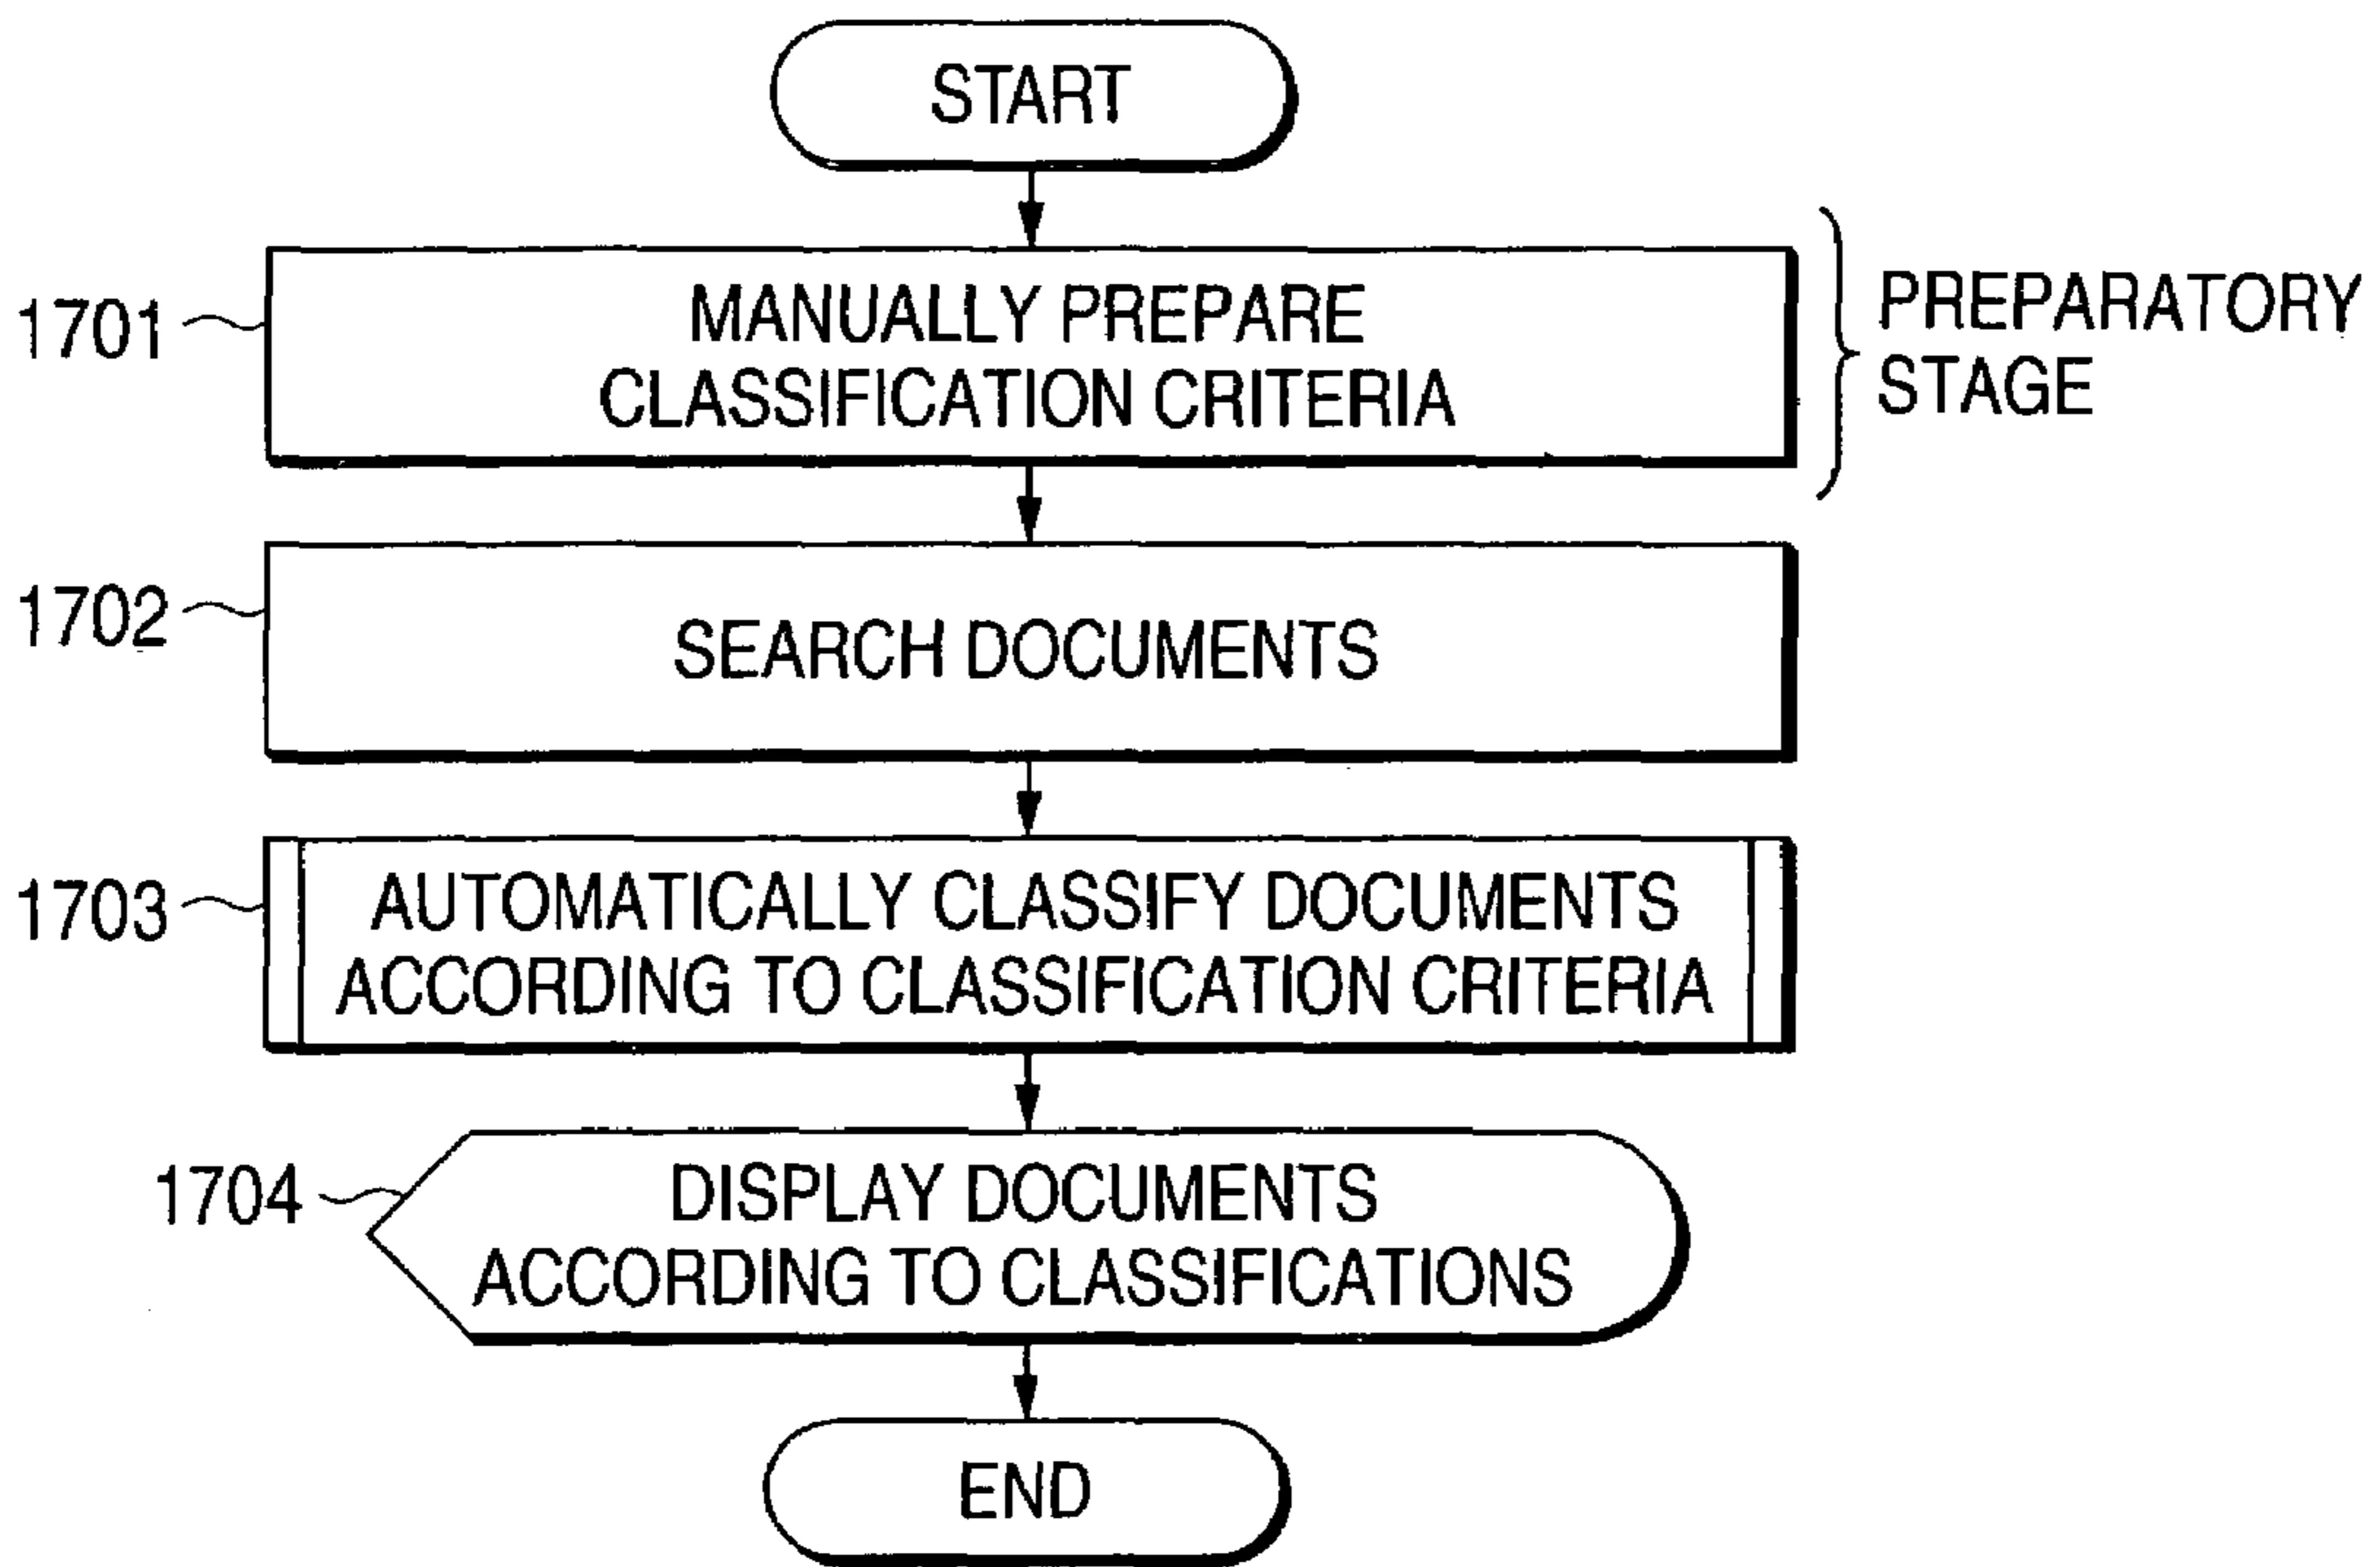 START
1701
MANUALLY PREPARE
CLASSIFICATION CRITERIA
PREPARATORY
STAGE
1702
SEARCH DOCUMENTS
1703
AUTOMATICALLY CLASSIFY DOCUMENTS
ACCORDING TO CLASSIFICATION CRITERIA
1704
DISPLAY DOCUMENTS
ACCORDING TO CLASSIFICATIONS
END